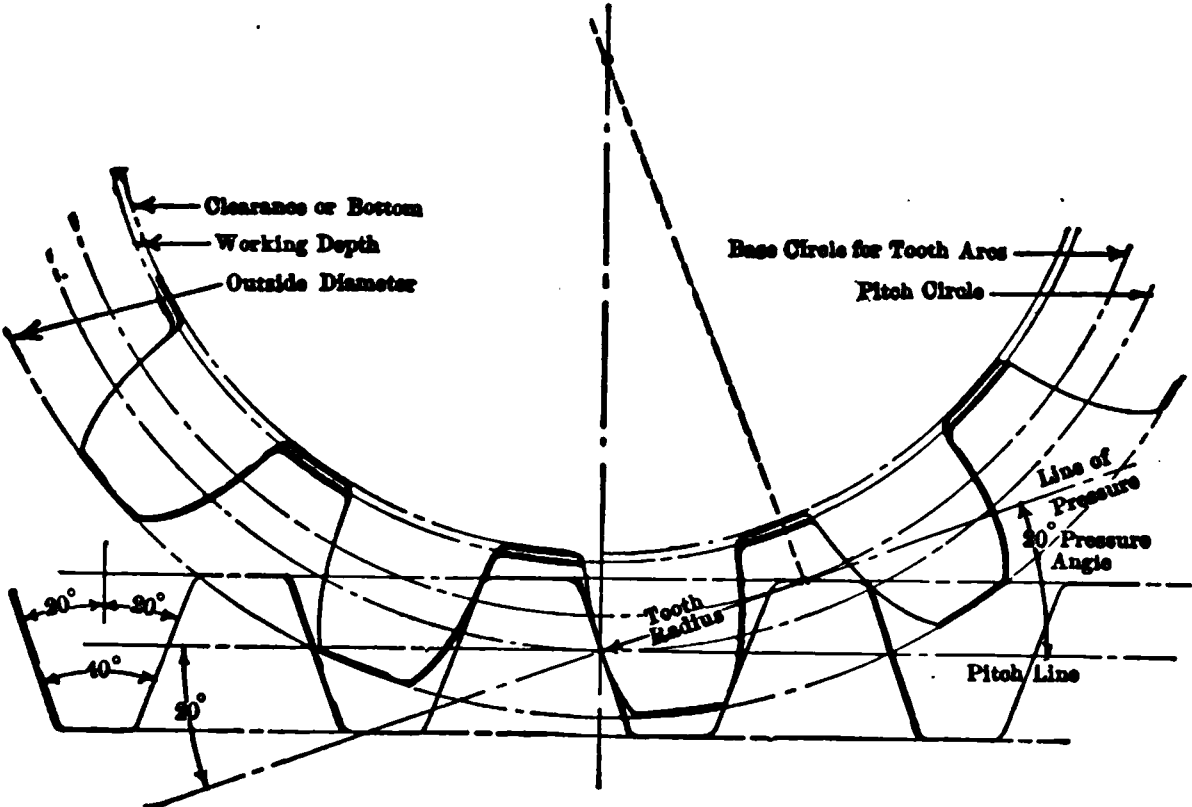 Clearance or Bottom
Working Depth
Outside Diameter
Base Circle for Tooth Arcs
Pitch Circle
Line of
Pressure
20° Pressure
Angle
Tooth
Radius
20° 20°
40°
20°
Pitch Line